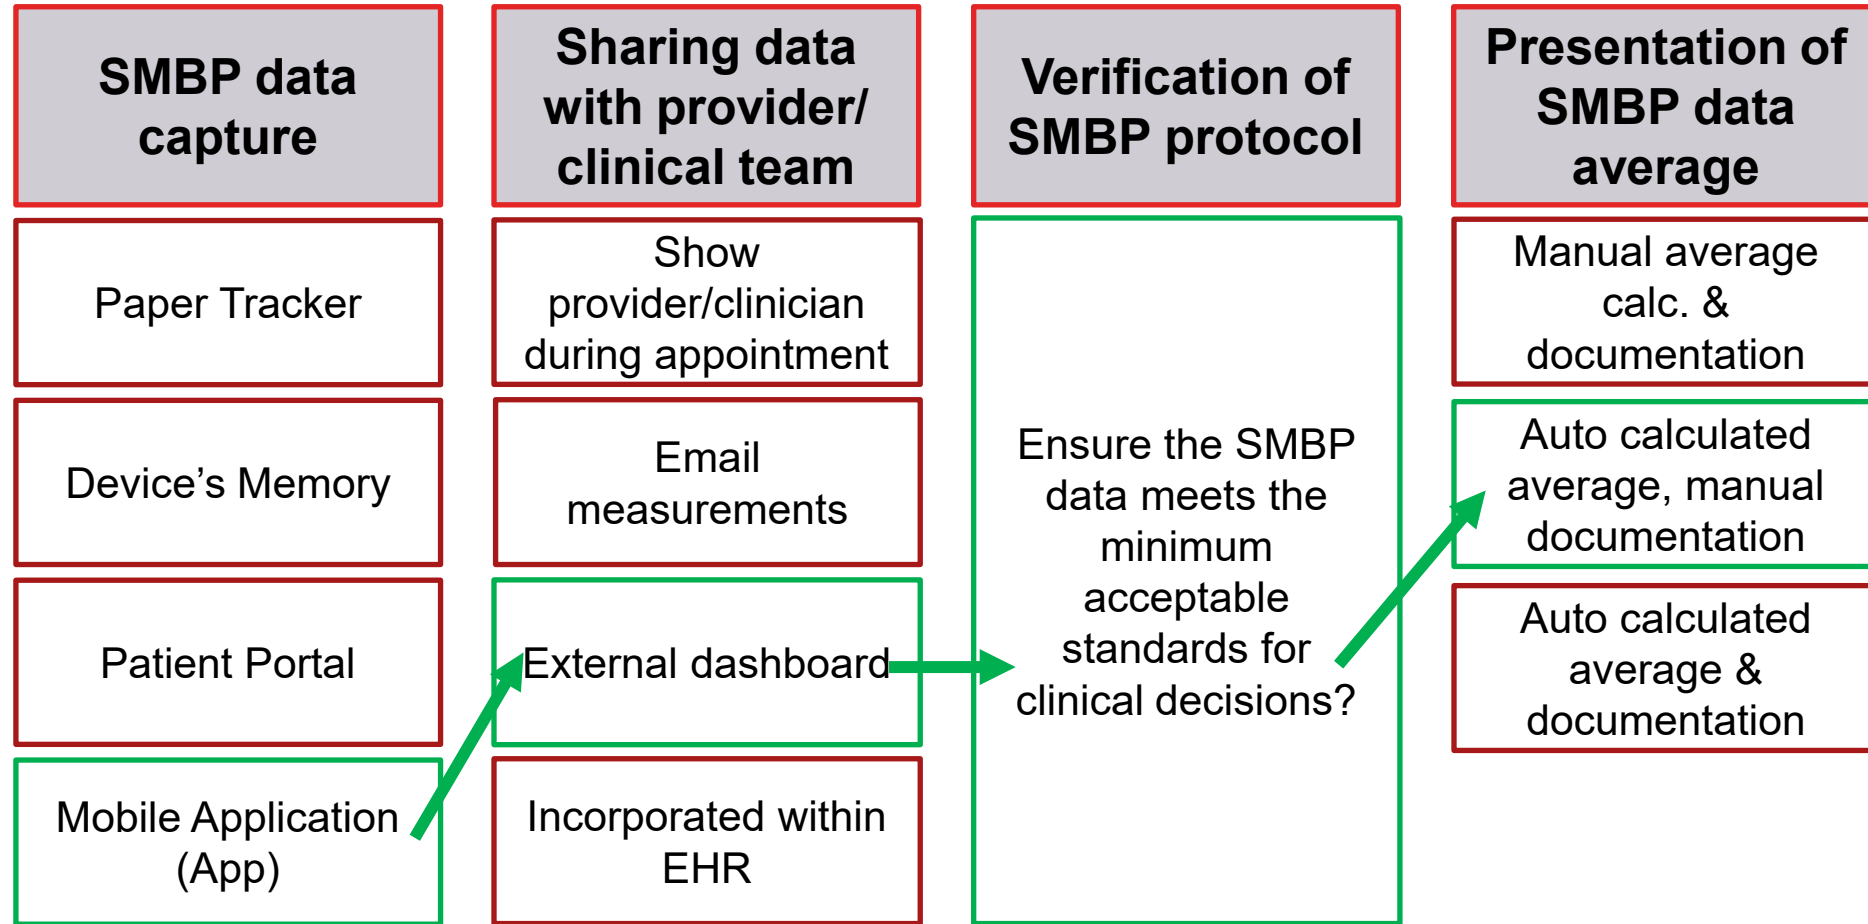 SMBP data
capture
Sharing data
with provider/
clinical team
Verification of
SMBP protocol
Presentation of
SMBP data
average
Paper Tracker
Device’s Memory
Patient Portal
Mobile Application
(App)
Show
provider/clinician
during appointment
Email
measurements
External dashboard
Incorporated within
EHR
Ensure the SMBP
data meets the
minimum
acceptable
standards for
clinical decisions?
Manual average
calc. &
documentation
Auto calculated
average, manual
documentation
Auto calculated
average &
documentation